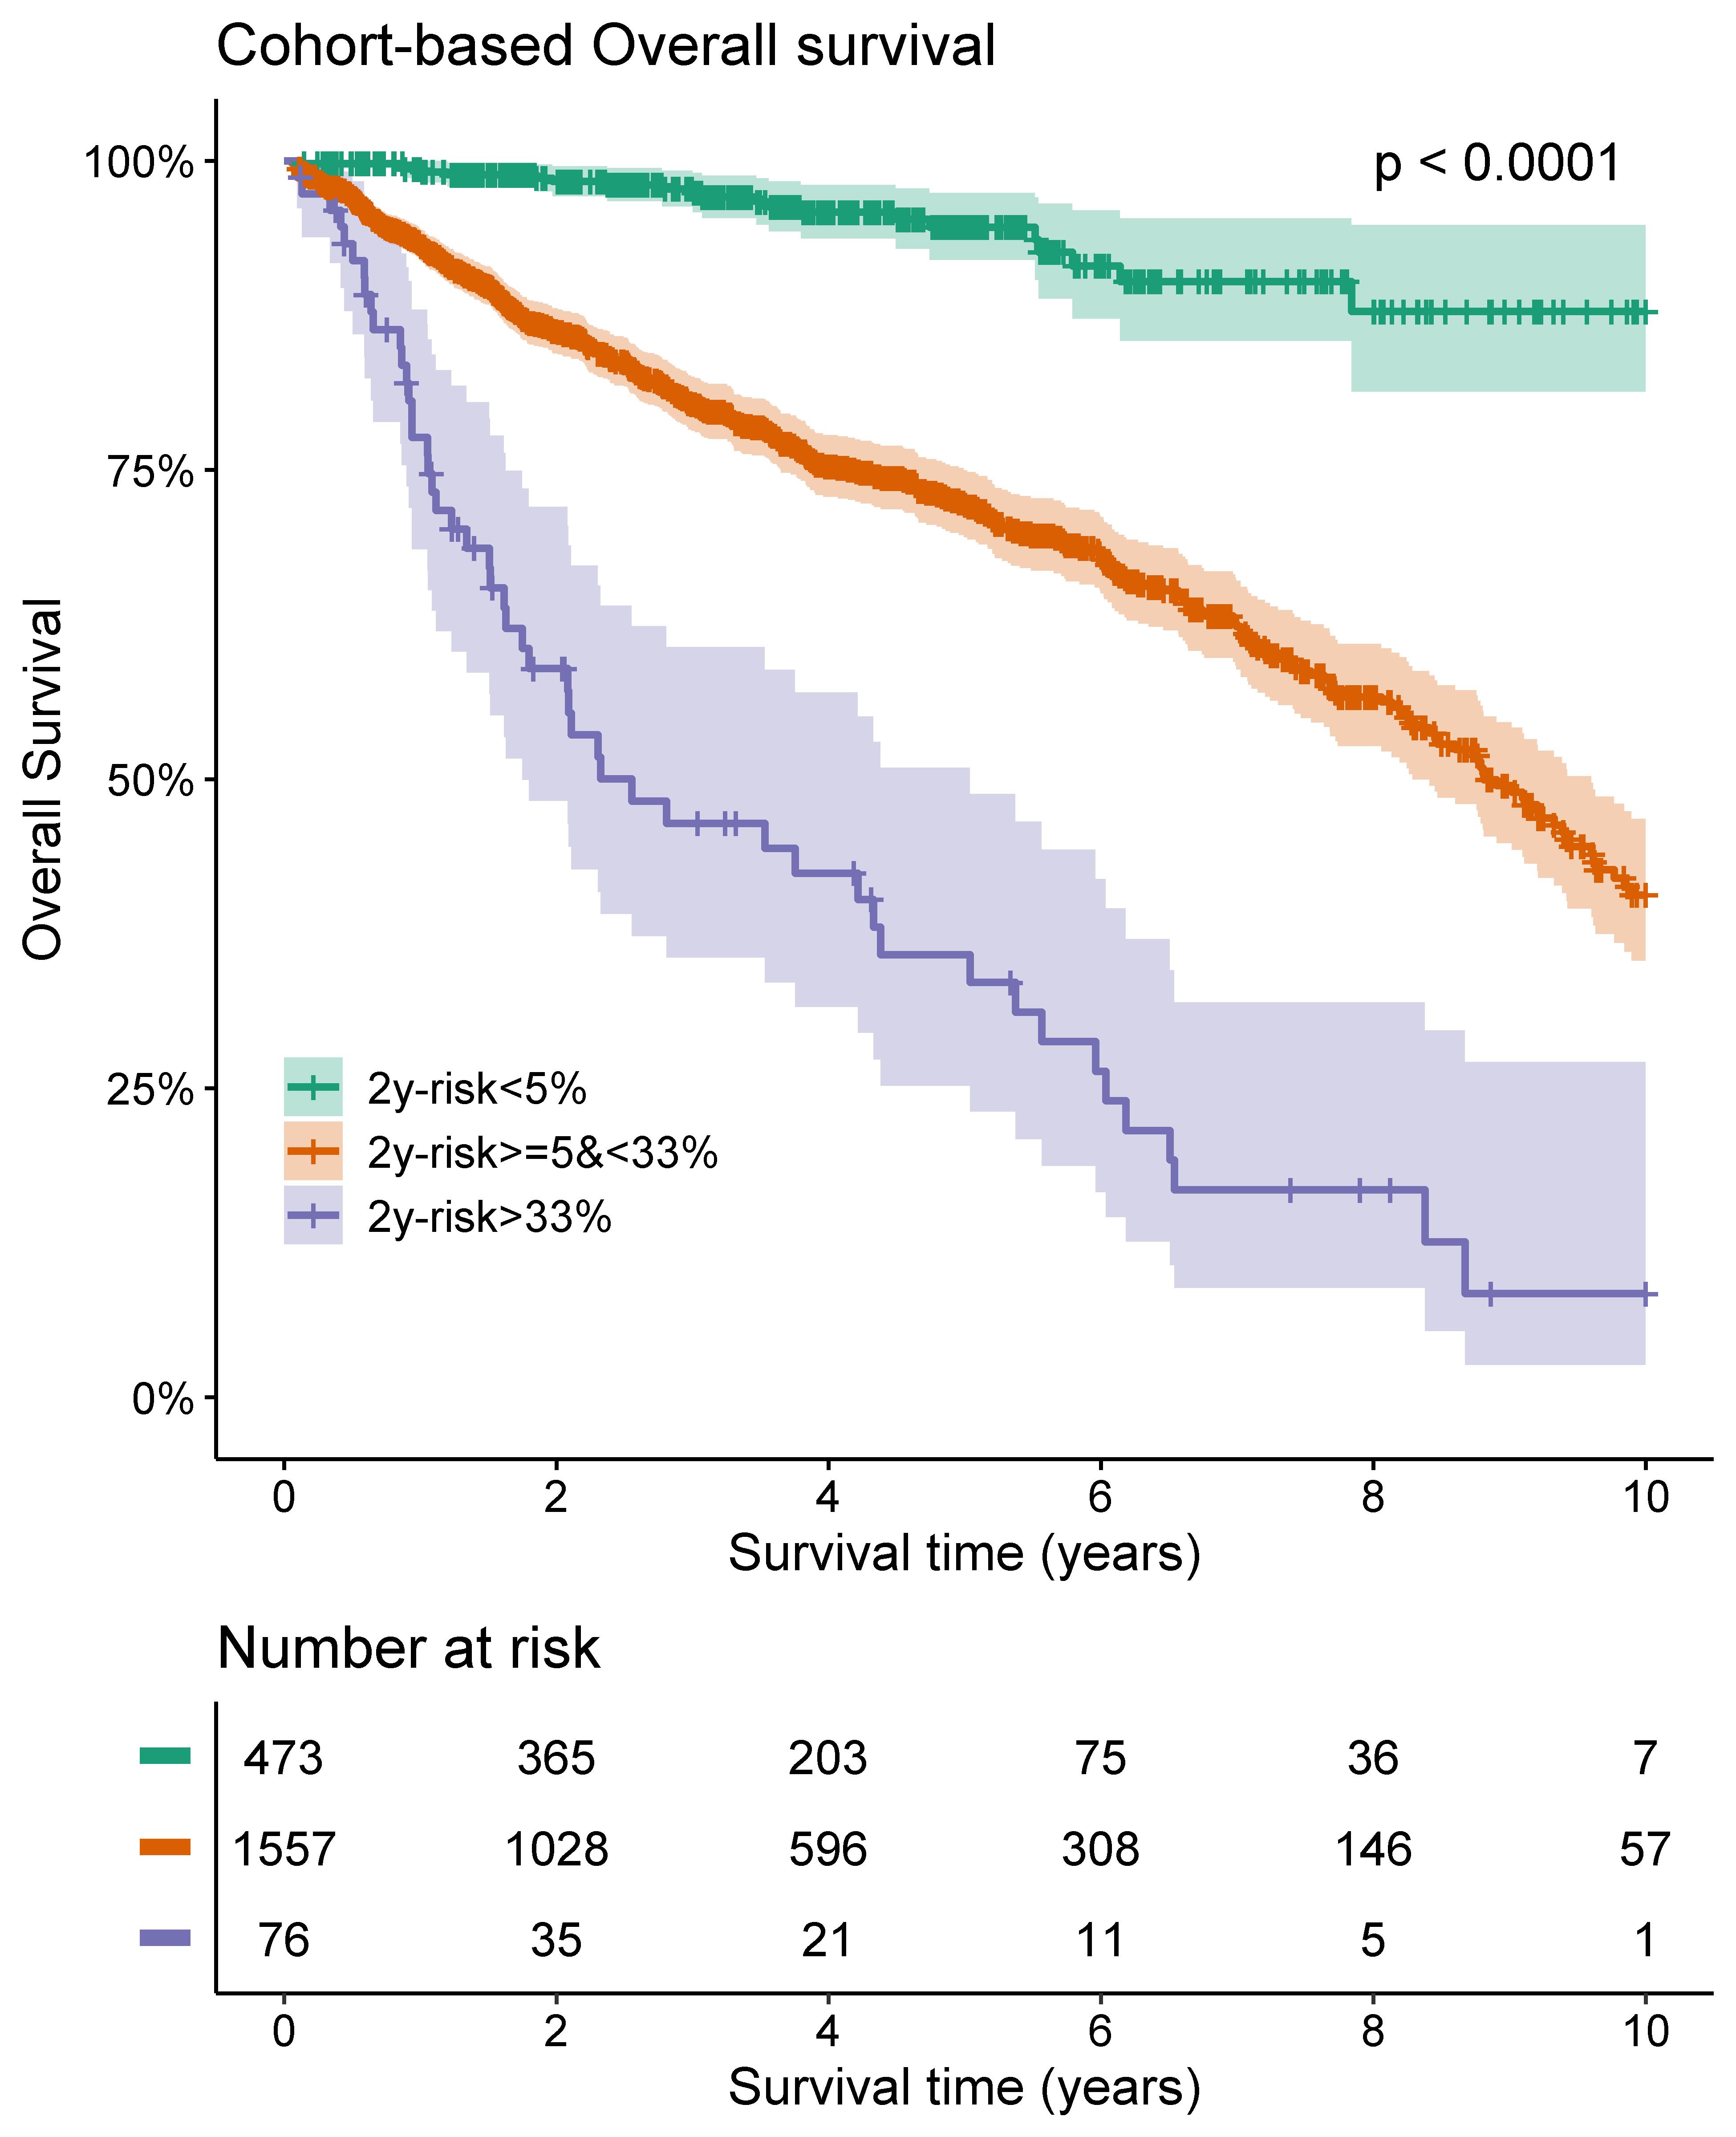 Cohort-based Overall survival
p < 0.0001
100%
75%
50%
25%
0%
Overall Survival
2y-risk<5%
2y-risk>=5&<33%
2y-risk>33%
0 2 4 6 8 10
Survival time (years)
Number at risk
473 365 203 75 36 7
1557 1028 596 308 146 57
76 35 21 11 5 1
0 2 4 6 8 10
Survival time (years)